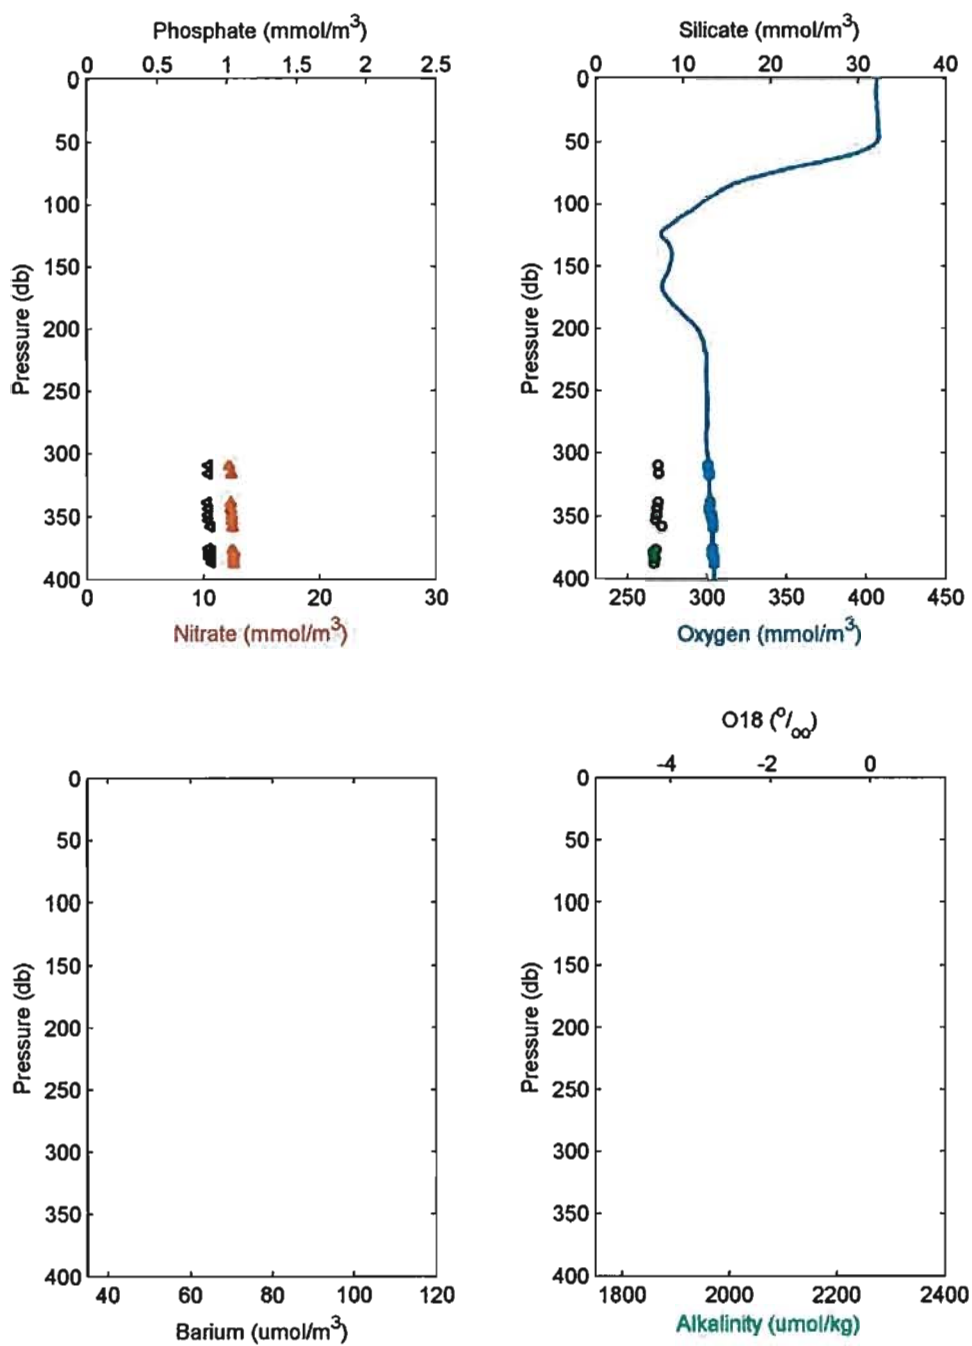 Phosphate (mmol/m3)
0 0.5 1 1.5 2 2.5
0
50
100
150
200
250
300
350
400
Pressure (db)
0 10 20 30
Nitrate (mmol/m3)
Silicate (mmol/m3)
0 10 20 30 40
0
50
100
150
200
250
300
350
400
Pressure (db)
250 300 350 400 450
Oxygen (mmol/m3)
0
50
100
150
200
250
300
350
400
Pressure (db)
40 60 80 100 120
Barium (umol/m3)
O18 (o/oo)
-4 -2 0
0
50
100
150
200
250
300
350
400
Pressure (db)
1800 2000 2200 2400
Alkalinity (umol/kg)